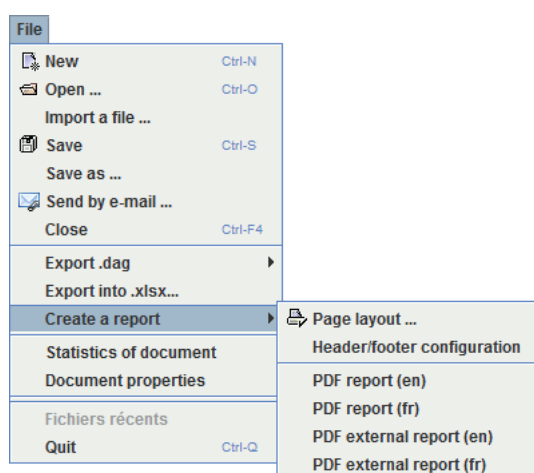 File
New Ctrl-N
Open ... Ctrl-O
Import a file ...
Save Ctrl-S
Save as ...
Send by e-mail ...
Close Ctrl-F4
Export .dag
Export into .xlsx...
Create a report
Statistics of document
Document properties
Fichiers récents
Quit Ctrl-Q
Page layout ...
Header/footer configuration
PDF report (en)
PDF report (fr)
PDF external report (en)
PDF external report (fr)